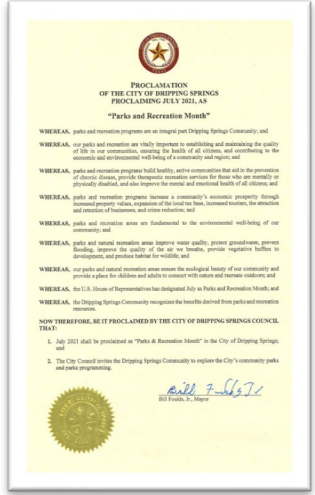 PROCLAMATION
OF THE CITY OF DRIPPING SPRINGS
PROCLAIMING JULY 2021, AS
"Parks and Recreation Month"
WHEREAS, parks and recreation programs are an integral part Dripping Springs Community; and
WHEREAS, our parks and recreation are vitally important to establishing and maintaining the quality
of life in our communities, ensuring the health of all citizens, and contributing to the
economic and environmental well-being of a community and region; and
WHEREAS, parks and recreation programs build healthy, active communities that aid in the prevention
of chronic disease, provide therapeutic recreation services for those who are mentally or
physically disabled, and also improve the mental and emotional health of all citizens; and
WHEREAS, parks and recreation programs increase a community's economic prosperity through
increased property values, expansion of the local tax base, increased tourism, the attraction
and retention of businesses, and crime reduction; and
WHEREAS, parks and recreation areas are fundamental to the environmental well-being of our
community; and
WHEREAS, parks and natural recreation areas improve water quality, protect groundwater, prevent
flooding, improve the quality of the air we breathe, provide vegetative buffers to
development, and produce habitat for wildlife; and
WHEREAS, our parks and natural recreation areas ensure the ecological beauty of our community and
provide a place for children and adults to connect with nature and recreate outdoors; and
WHEREAS, the U.S. House of Representatives has designated July as Parks and Recreation Month; and
WHEREAS, the Dripping Springs Community recognizes the benefits derived from parks and recreation
resources.
NOW THEREFORE, BE IT PROCLAIMED BY THE CITY OF DRIPPING SPRINGS COUNCIL
THAT:
1. July 2021 shall be proclaimed as "Parks & Recreation Month" in the City of Dripping Springs;
and
2. The City Council invites the Dripping Springs Community to explore the City's community parks
and parks programming.
Bill Foulds, Jr., Mayor